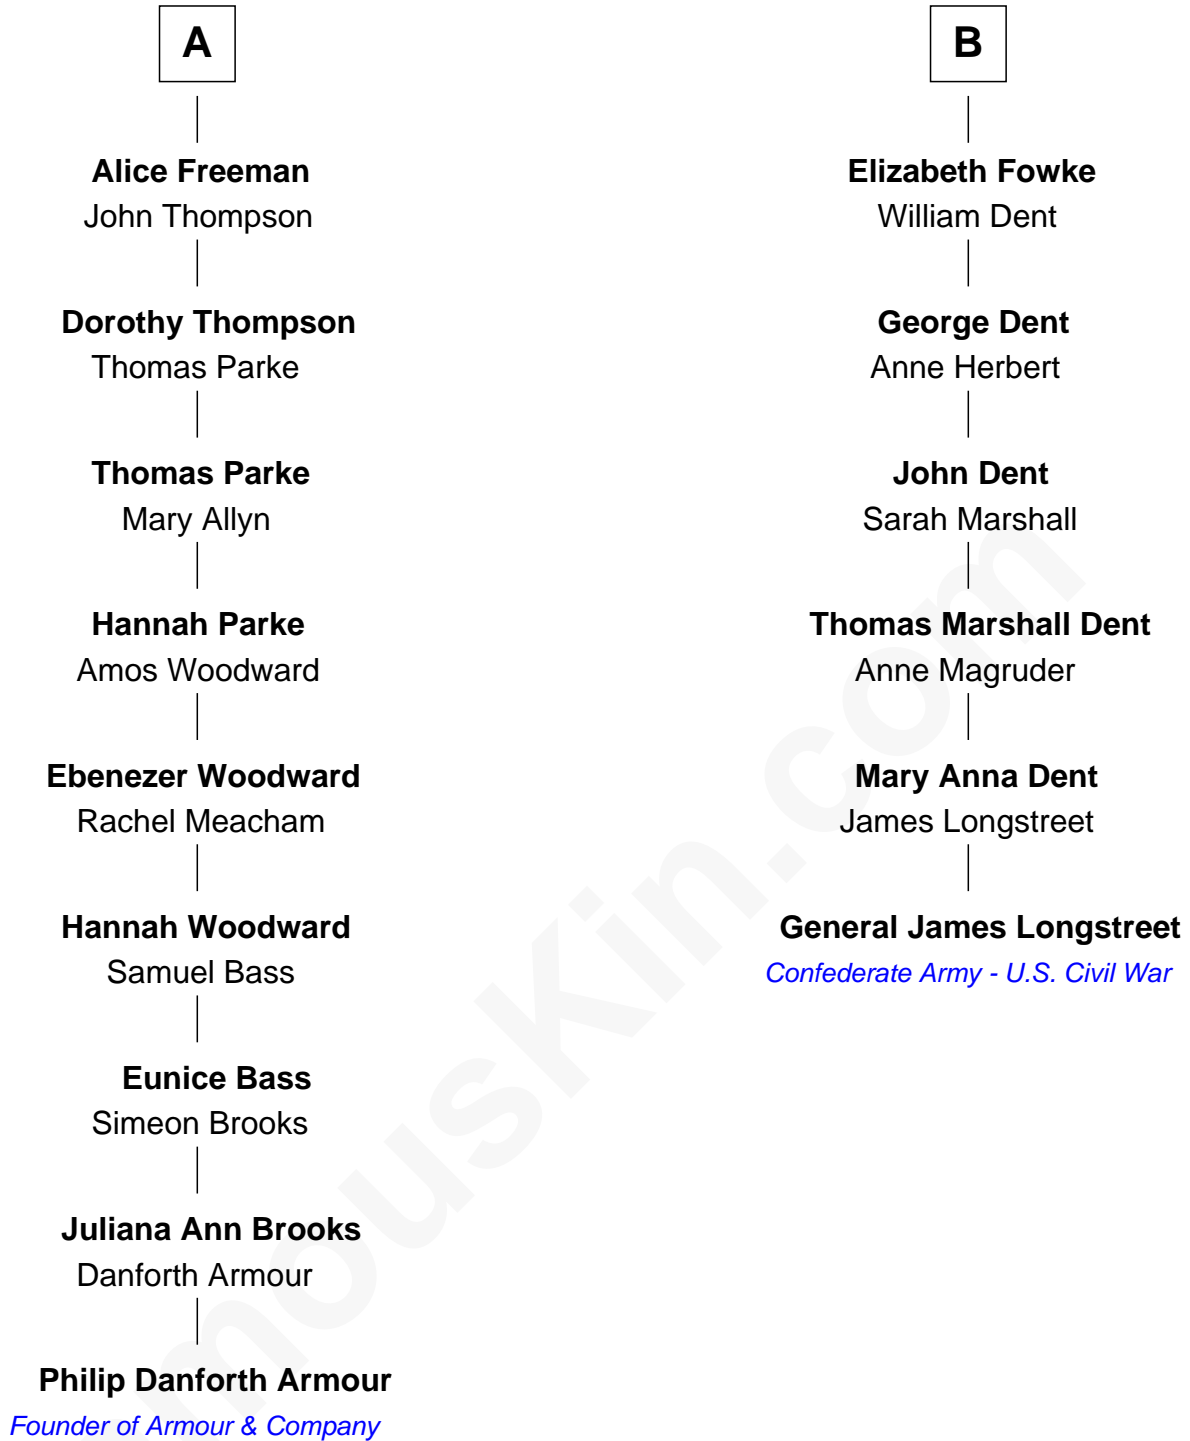 A
Alice Freeman
John Thompson
Dorothy Thompson
Thomas Parke
Thomas Parke
Mary Allyn
Hannah Parke
Amos Woodward
Ebenezer Woodward
Rachel Meacham
Hannah Woodward
Samuel Bass
Eunice Bass
Simeon Brooks
Juliana Ann Brooks
Danforth Armour
Philip Danforth Armour
Founder of Armour & Company
B
Elizabeth Fowke
William Dent
George Dent
Anne Herbert
John Dent
Sarah Marshall
Thomas Marshall Dent
Anne Magruder
Mary Anna Dent
James Longstreet
General James Longstreet
Confederate Army - U.S. Civil War
mousKin.com